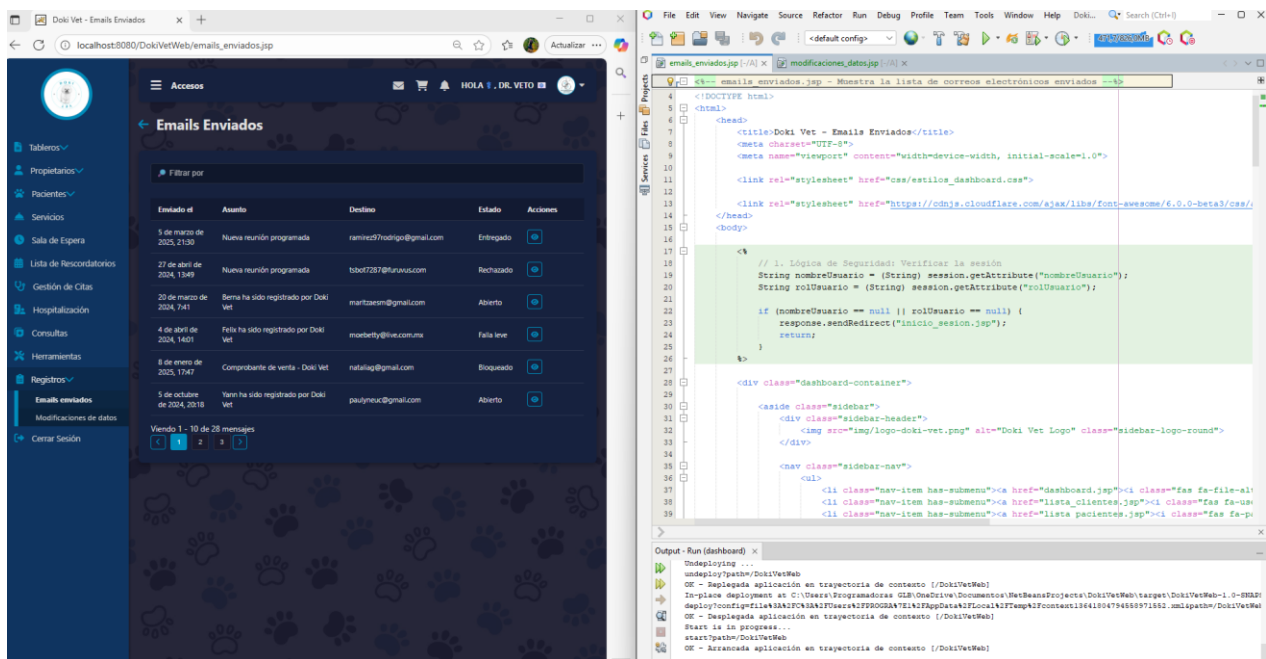 Doki Vet - Emails Enviados
localhost:8080/DokiVetWeb/emails_enviados.jsp
Actualizar
Accesos
HOLA , DR. VETO
Emails Enviados
Tableros
Propietarios
Pacientes
Servicios
Sala de Espera
Lista de Rescordatorios
Gestión de Citas
Hospitalización
Consultas
Herramientas
Registros
Emails enviados
Modificaciones de datos
Cerrar Sesión
Filtrar por
Enviado el Asunto Destino Estado Acciones
5 de marzo de 2025, 21:30 Nueva reunión programada ramirez97rodrigo@gmail.com Entregado
27 de abril de 2024, 13:49 Nueva reunión programada tsbot7287@furuvus.com Rechazado
20 de marzo de 2024, 7:41 Berna ha sido registrado por Doki Vet maritzaesm@gmail.com Abierto
4 de abril de 2024, 14:01 Felix ha sido registrado por Doki Vet moebetty@live.com.mx Falla leve
8 de enero de 2025, 17:47 Comprobante de venta - Doki Vet nataliag@gmail.com Bloqueado
5 de octubre de 2024, 20:18 Yann ha sido registrado por Doki Vet paulyneuc@gmail.com Abierto
Viendo 1 - 10 de 28 mensajes
< 1 2 3 >
File Edit View Navigate Source Refactor Run Debug Profile Team Tools Window Help Doki... Search (Ctrl+I)
<default config>
emails_enviados.jsp [-/A] modificaciones_datos.jsp [-/A]
Projects
Files
Services
<%-- emails_enviados.jsp - Muestra la lista de correos electrónicos enviados --%>
4 <!DOCTYPE html>
5 <html>
6 <head>
7 <title>Doki Vet - Emails Enviados</title>
8 <meta charset="UTF-8">
9 <meta name="viewport" content="width=device-width, initial-scale=1.0">
10
11 <link rel="stylesheet" href="css/estilos_dashboard.css">
12
13 <link rel="stylesheet" href="https://cdnjs.cloudflare.com/ajax/libs/font-awesome/6.0.0-beta3/css/
14 </head>
15 <body>
16
17 <%
18 // 1. Lógica de Seguridad: Verificar la sesión
19 String nombreUsuario = (String) session.getAttribute("nombreUsuario");
20 String rolUsuario = (String) session.getAttribute("rolUsuario");
21
22 if (nombreUsuario == null || rolUsuario == null) {
23 response.sendRedirect("inicio_sesion.jsp");
24 return;
25 }
26 %>
27
28 <div class="dashboard-container">
29
30 <aside class="sidebar">
31 <div class="sidebar-header">
32 <img src="img/logo-doki-vet.png" alt="Doki Vet Logo" class="sidebar-logo-round">
33 </div>
34
35 <nav class="sidebar-nav">
36 <ul>
37 <li class="nav-item has-submenu"><a href="dashboard.jsp"><i class="fas fa-file-alt
38 <li class="nav-item has-submenu"><a href="lista_clientes.jsp"><i class="fas fa-use
39 <li class="nav-item has-submenu"><a href="lista_pacientes.jsp"><i class="fas fa-pa
Output - Run (dashboard)
Undeploying ...
undeploy?path=/DokiVetWeb
OK - Replegada aplicación en trayectoria de contexto [/DokiVetWeb]
In-place deployment at C:\Users\Programadoras GLB\OneDrive\Documentos\NetBeansProjects\DokiVetWeb\target\DokiVetWeb-1.0-SNAPS
deploy?config=file%3A%2FC%3A%2FUsers%2FPROGRA%7E1%2FAppData%2FLocal%2FTemp%2Fcontext13641804794558971552.xml&path=/DokiVetWeb
OK - Desplegada aplicación en trayectoria de contexto [/DokiVetWeb]
Start is in progress...
start?path=/DokiVetWeb
OK - Arrancada aplicación en trayectoria de contexto [/DokiVetWeb]